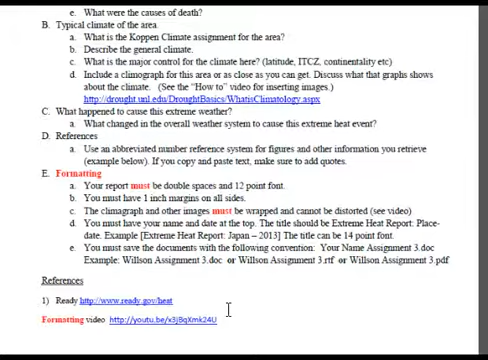 e. What were the causes of death?
B. Typical climate of the area.
a. What is the Koppen Climate assignment for the area?
b. Describe the general climate.
c. What is the major control for the climate here? (latitude, ITCZ, continentality etc)
d. Include a climograph for this area or as close as you can get. Discuss what that graphs shows
about the climate. (See the "How to" video for inserting images.)
http://drought.unl.edu/DroughtBasics/WhatisClimatology.aspx
C. What happened to cause this extreme weather?
a. What changed in the overall weather system to cause this extreme heat event?
D. References
a. Use an abbreviated number reference system for figures and other information you retrieve
(example below). If you copy and paste text, make sure to add quotes.
E. Formatting
a. Your report must be double spaces and 12 point font.
b. You must have 1 inch margins on all sides.
c. The climagraph and other images must be wrapped and cannot be distorted (see video)
d. You must have your name and date at the top. The title should be Extreme Heat Report: Place-
date. Example [Extreme Heat Report: Japan – 2013] The title can be 14 point font.
e. You must save the documents with the following convention: Your Name Assignment 3.doc
Example: Willson Assignment 3.doc or Willson Assignment 3.rtf or Willson Assignment 3.pdf
References
1) Ready http://www.ready.gov/heat
Formatting video http://youtu.be/x3jBqXmk24U